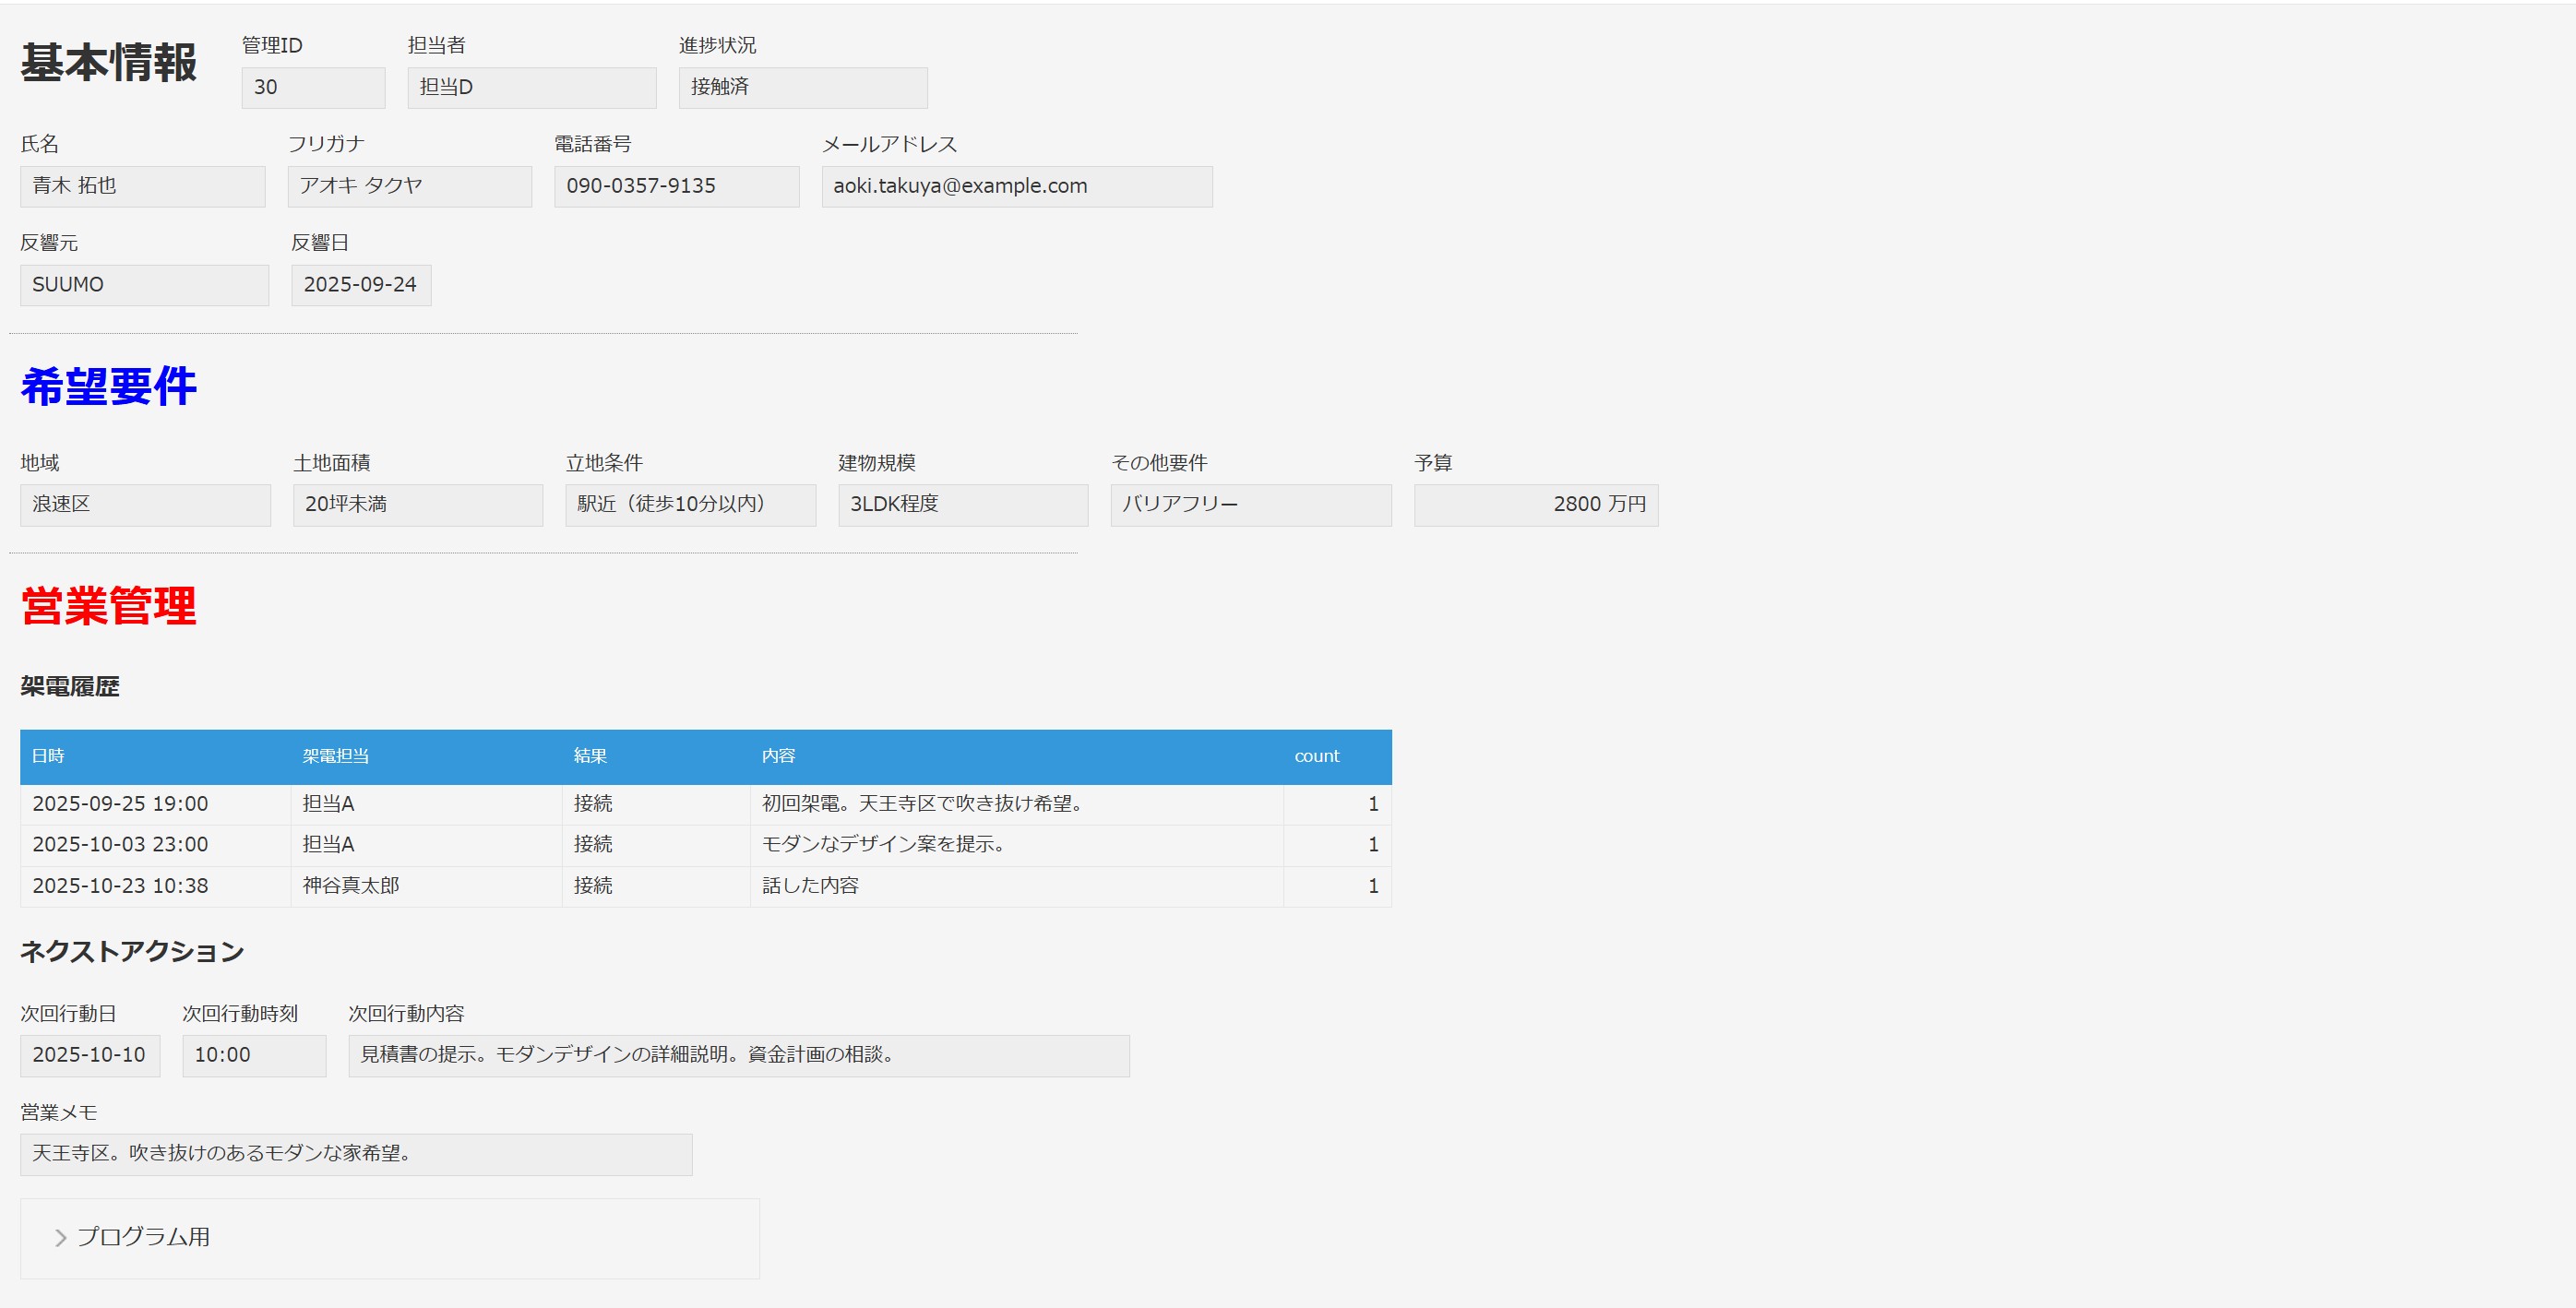 基本情報
管理ID 担当者 進捗状況
30 担当D 接触済
氏名 フリガナ 電話番号 メールアドレス
青木 拓也 アオキ タクヤ 090-0357-9135 aoki.takuya@example.com
反響元 反響日
SUUMO 2025-09-24
希望要件
地域 土地面積 立地条件 建物規模 その他要件 予算
浪速区 20坪未満 駅近（徒歩10分以内） 3LDK程度 バリアフリー 2800 万円
営業管理
架電履歴
日時 架電担当 結果 内容 count
2025-09-25 19:00 担当A 接続 初回架電。天王寺区で吹き抜け希望。 1
2025-10-03 23:00 担当A 接続 モダンなデザイン案を提示。 1
2025-10-23 10:38 神谷真太郎 接続 話した内容 1
ネクストアクション
次回行動日 次回行動時刻 次回行動内容
2025-10-10 10:00 見積書の提示。モダンデザインの詳細説明。資金計画の相談。
営業メモ
天王寺区。吹き抜けのあるモダンな家希望。
プログラム用